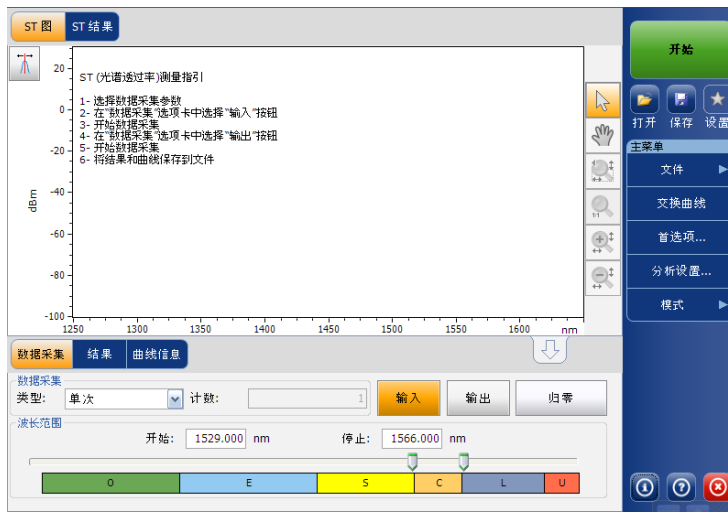 ST 图 ST 结果
开始
ST (光谱透过率)测量指引
1- 选择数据采集参数
2- 在"数据采集"选项卡中选择"输入"按钮
3- 开始数据采集
4- 在"数据采集"选项卡中选择"输出"按钮
5- 开始数据采集
6- 将结果和曲线保存到文件
20
0
-20
-40
-60
-80
-100
dBm
1250 1300 1350 1400 1450 1500 1550 1600 nm
1:1
打开 保存 设置
主菜单
文件
交换曲线
首选项...
分析设置...
模式
数据采集 结果 曲线信息
数据采集
类型: 单次 计数: 1 输入 输出 归零
波长范围
开始: 1529.000 nm 停止: 1566.000 nm
O E S C L U